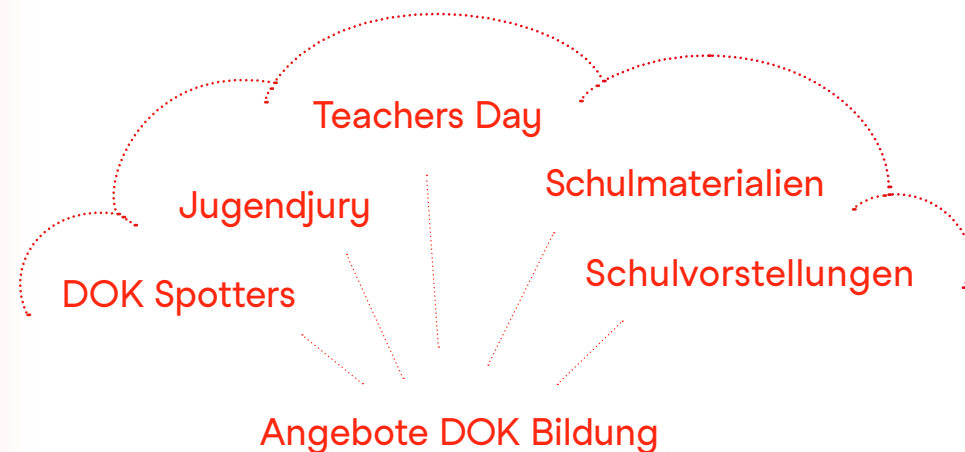 Teachers Day
Schulmaterialien
Jugendjury
Schulvorstellungen
DOK Spotters
Angebote DOK Bildung